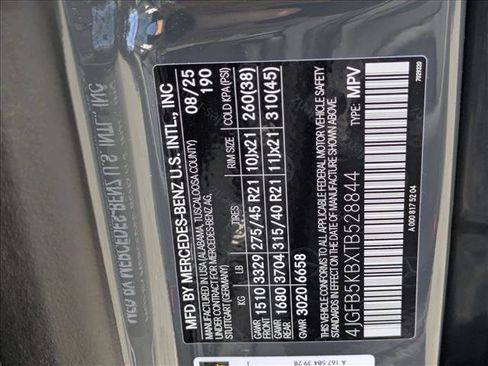 MFD BY MERCEDES-BENZ U.S. INTL., INC
MANUFACTURED IN USA (ALABAMA, TUSCALOOSA COUNTY)
UNDER CONTRACT FOR MERCEDES-BENZ AG.
08/25
190
KG LB TIRES RIM SIZE COLD KPA (PSI)
GAWR FRONT 1510 3329 275/45 R21 10Jx21 260(38)
GAWR REAR 1680 3704 315/40 R21 11Jx21 310(45)
GVWR 3020 6658
THIS VEHICLE CONFORMS TO ALL APPLICABLE FEDERAL MOTOR VEHICLE SAFETY
STANDARDS IN EFFECT ON THE DATE OF MANUFACTURE SHOWN ABOVE.
4JGFB5KBXTB528844 TYPE: MPV
A 000 817 52 04
A 167 584 39 28